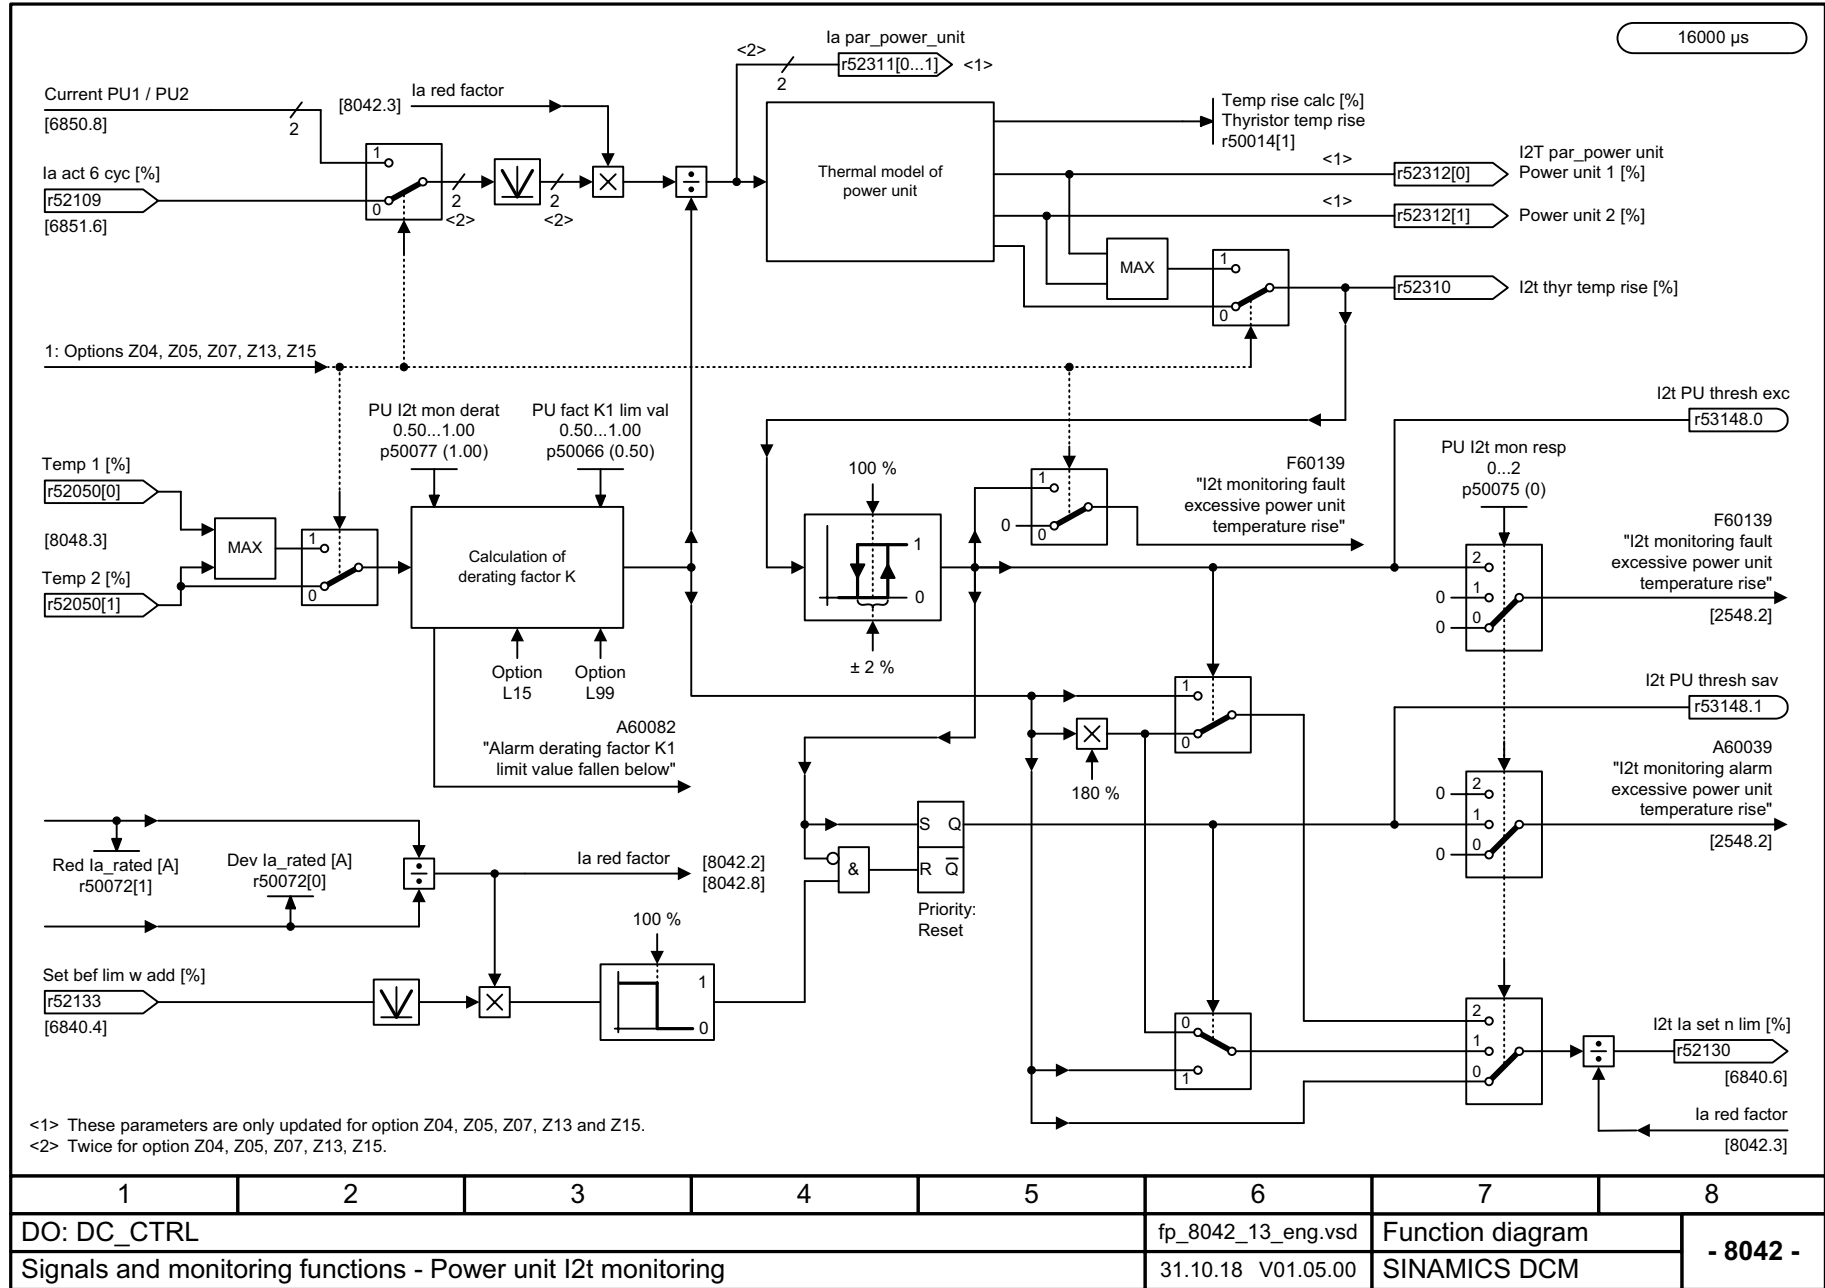 16000 µs
Ia par_power_unit
<2>
r52311[0...1]
<1>
2
Current PU1 / PU2
[6850.8]
2
Ia red factor
[8042.3]
Ia act 6 cyc [%]
r52109
[6851.6]
1
0
2
<2>
2
<2>
×
÷
Thermal model of
power unit
Temp rise calc [%]
Thyristor temp rise
r50014[1]
<1>
r52312[0]
I2T par_power unit
Power unit 1 [%]
<1>
r52312[1]
Power unit 2 [%]
MAX
1
0
r52310
I2t thyr temp rise [%]
1: Options Z04, Z05, Z07, Z13, Z15
PU I2t mon derat
0.50...1.00
p50077 (1.00)
PU fact K1 lim val
0.50...1.00
p50066 (0.50)
Temp 1 [%]
r52050[0]
[8048.3]
Temp 2 [%]
r52050[1]
MAX
1
0
Calculation of
derating factor K
Option
L15
Option
L99
A60082
"Alarm derating factor K1
limit value fallen below"
100 %
1
0
± 2 %
1
0
0
F60139
"I2t monitoring fault
excessive power unit
temperature rise"
I2t PU thresh exc
r53148.0
PU I2t mon resp
0...2
p50075 (0)
F60139
"I2t monitoring fault
excessive power unit
temperature rise"
[2548.2]
2
0
1
0
0
1
0
×
180 %
I2t PU thresh sav
r53148.1
A60039
"I2t monitoring alarm
excessive power unit
temperature rise"
[2548.2]
0
2
1
0
0
Red Ia_rated [A]
r50072[1]
Dev Ia_rated [A]
r50072[0]
÷
Ia red factor
[8042.2]
[8042.8]
&
S Q
R Q̅
Priority:
Reset
Set bef lim w add [%]
r52133
[6840.4]
×
100 %
1
0
0
1
2
1
0
÷
I2t Ia set n lim [%]
r52130
[6840.6]
Ia red factor
[8042.3]
<1> These parameters are only updated for option Z04, Z05, Z07, Z13 and Z15.
<2> Twice for option Z04, Z05, Z07, Z13, Z15.
1 2 3 4 5 6 7 8
DO: DC_CTRL
fp_8042_13_eng.vsd
Function diagram
- 8042 -
Signals and monitoring functions - Power unit I2t monitoring
31.10.18 V01.05.00
SINAMICS DCM